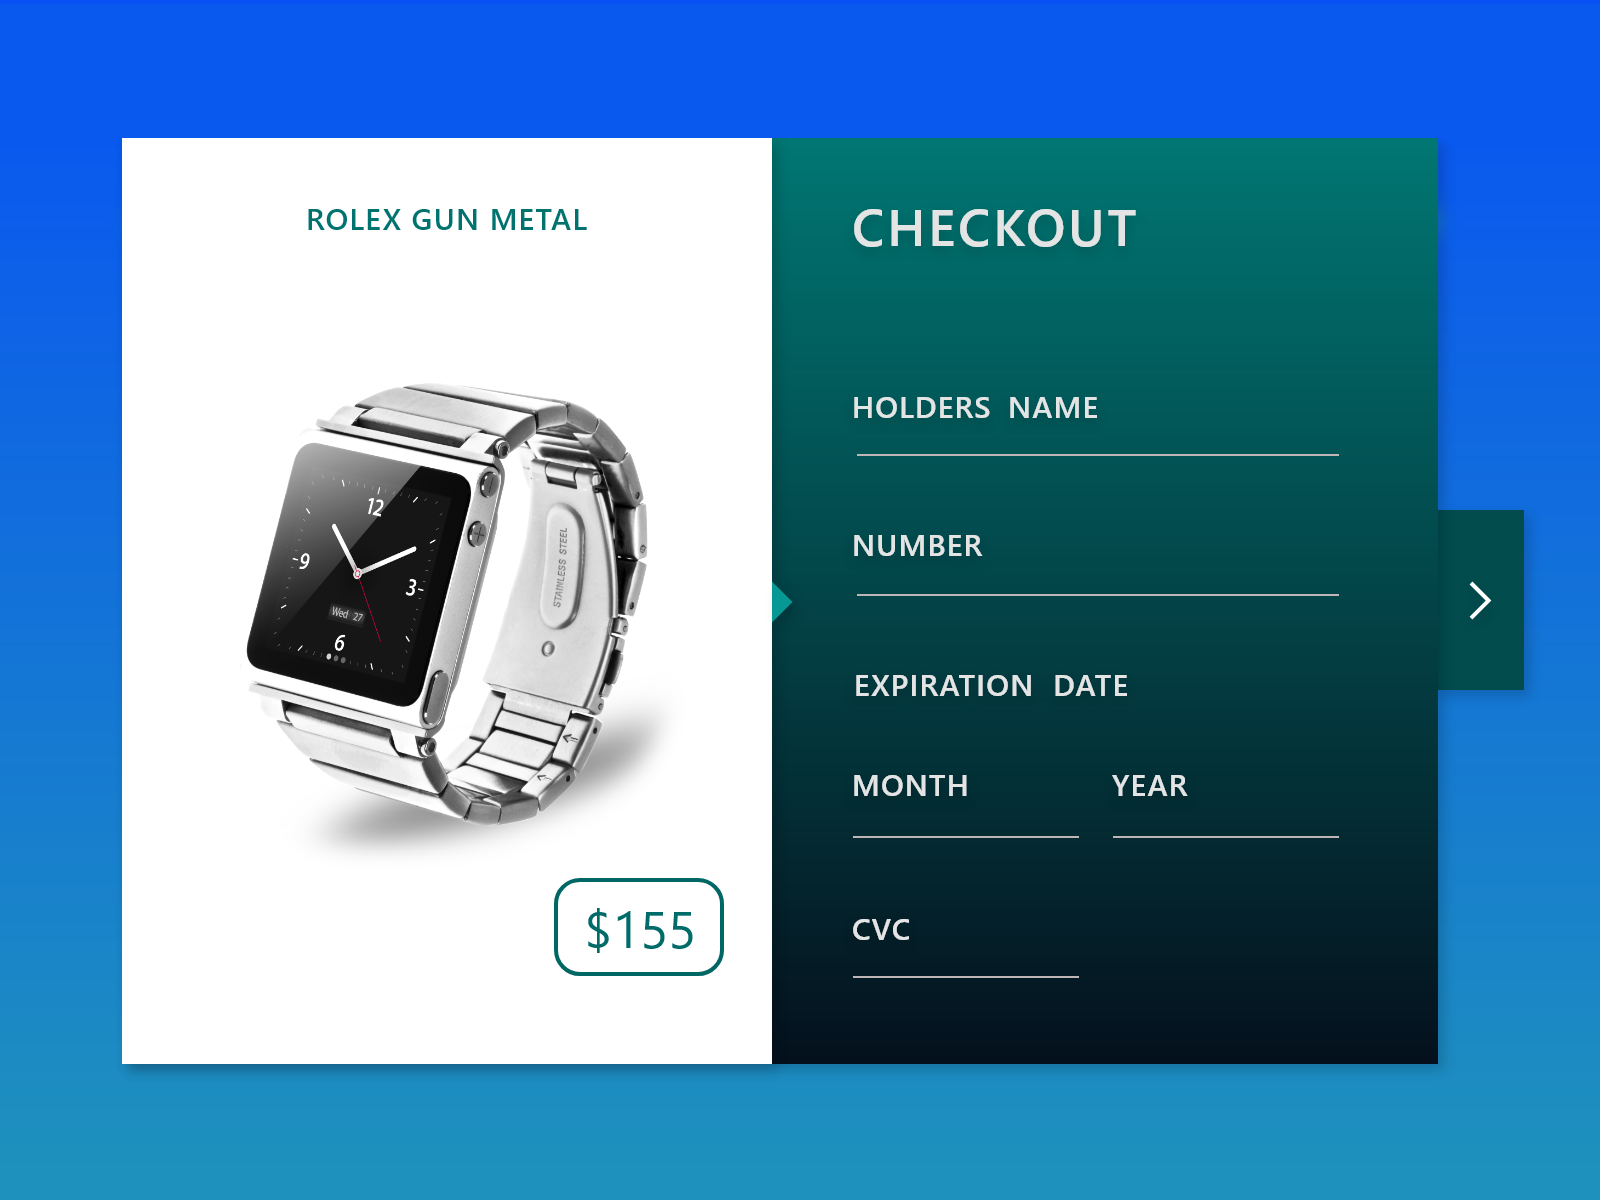 ROLEX GUN METAL
12
9
3
Wed 27
6
STAINLESS STEEL
$155
CHECKOUT
HOLDERS NAME
NUMBER
EXPIRATION DATE
MONTH YEAR
CVC